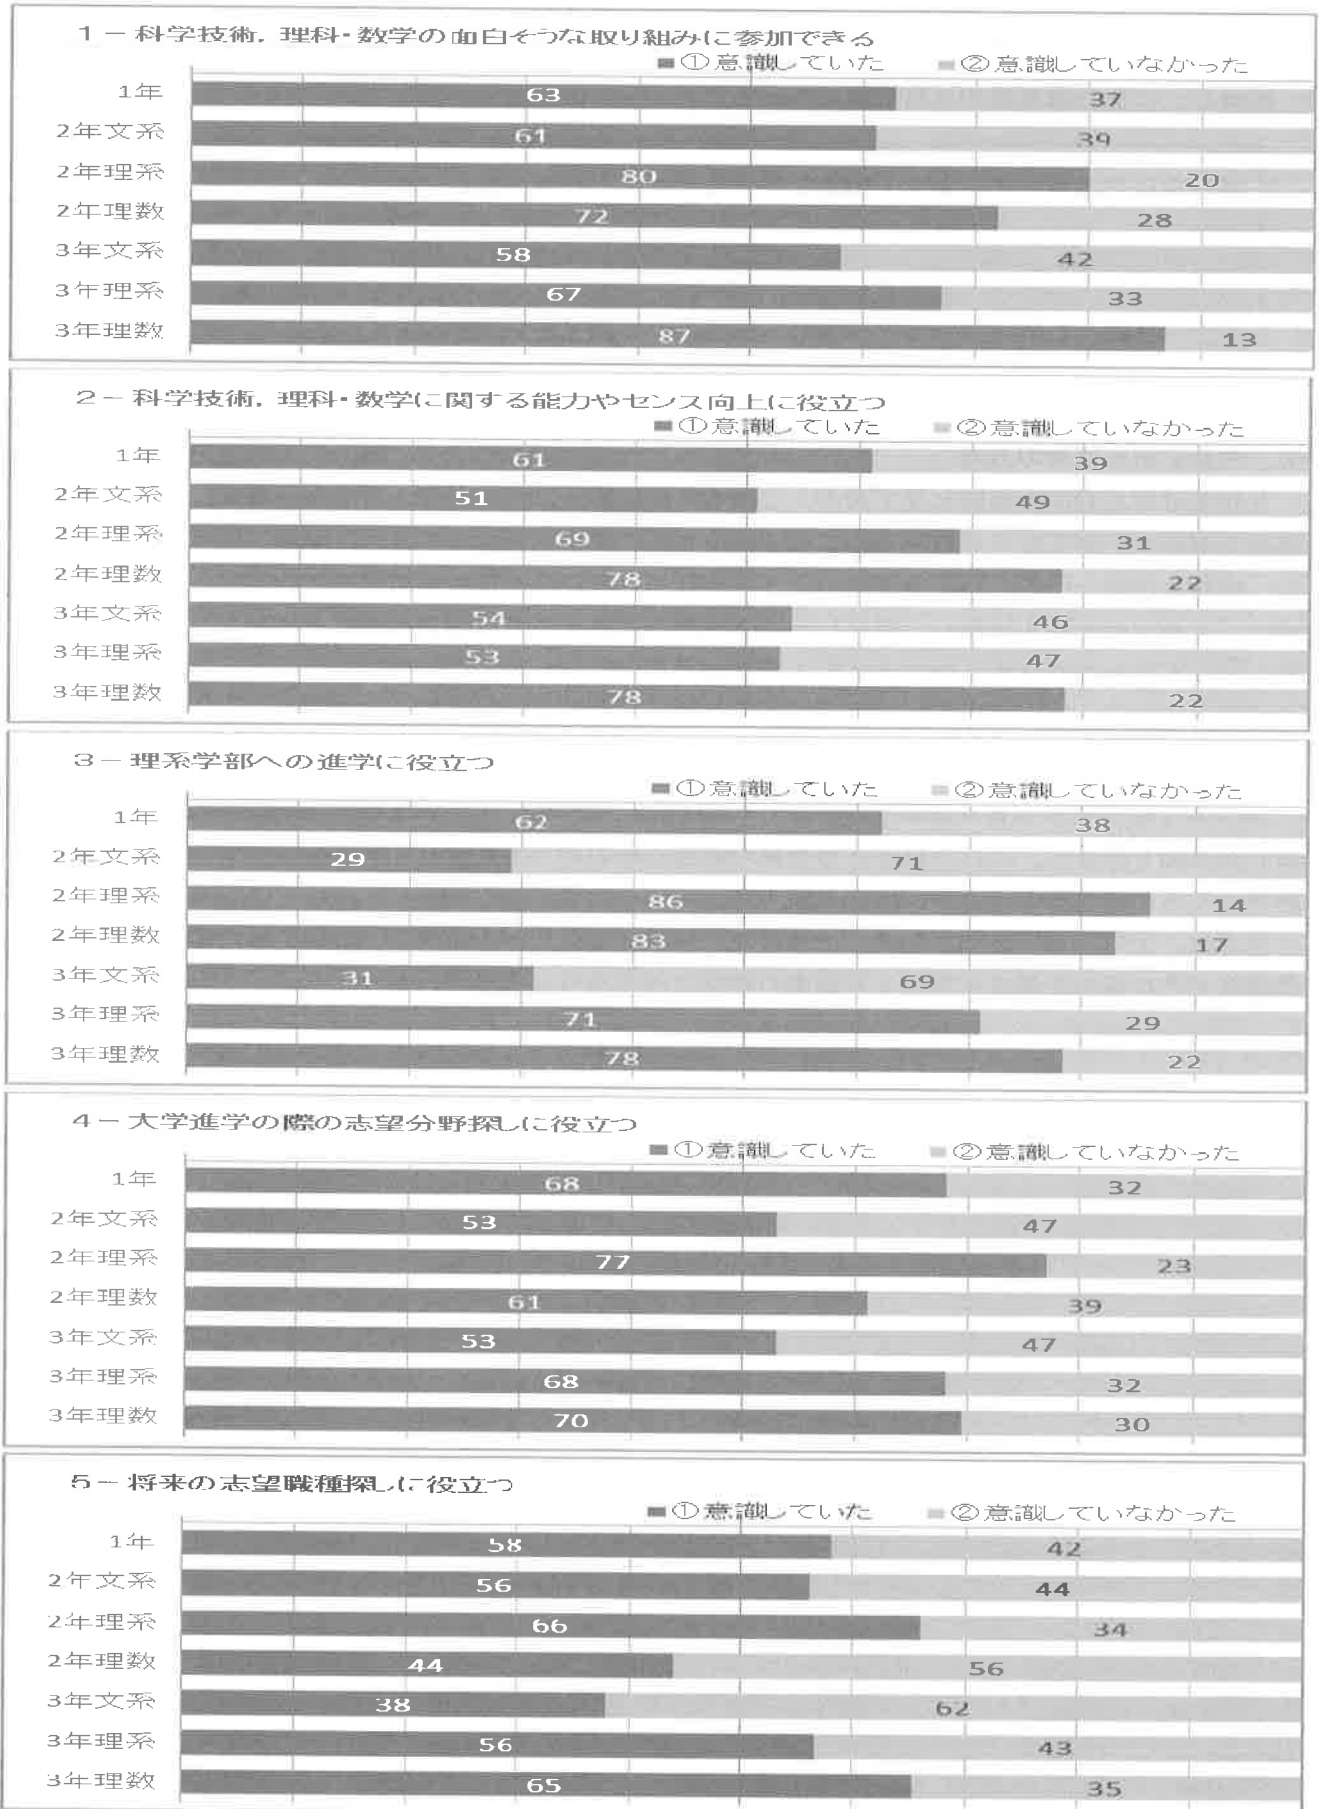 1－科学技術，理科・数学の面白そうな取り組みに参加できる
■①意識していた ■②意識していなかった
1年 63 37
2年文系 61 39
2年理系 80 20
2年理数 72 28
3年文系 58 42
3年理系 67 33
3年理数 87 13
2－科学技術，理科・数学に関する能力やセンス向上に役立つ
■①意識していた ■②意識していなかった
1年 61 39
2年文系 51 49
2年理系 69 31
2年理数 78 22
3年文系 54 46
3年理系 53 47
3年理数 78 22
3－理系学部への進学に役立つ
■①意識していた ■②意識していなかった
1年 62 38
2年文系 29 71
2年理系 86 14
2年理数 83 17
3年文系 31 69
3年理系 71 29
3年理数 78 22
4－大学進学の際の志望分野探しに役立つ
■①意識していた ■②意識していなかった
1年 68 32
2年文系 53 47
2年理系 77 23
2年理数 61 39
3年文系 53 47
3年理系 68 32
3年理数 70 30
5－将来の志望職種探しに役立つ
■①意識していた ■②意識していなかった
1年 58 42
2年文系 56 44
2年理系 66 34
2年理数 44 56
3年文系 38 62
3年理系 56 43
3年理数 65 35